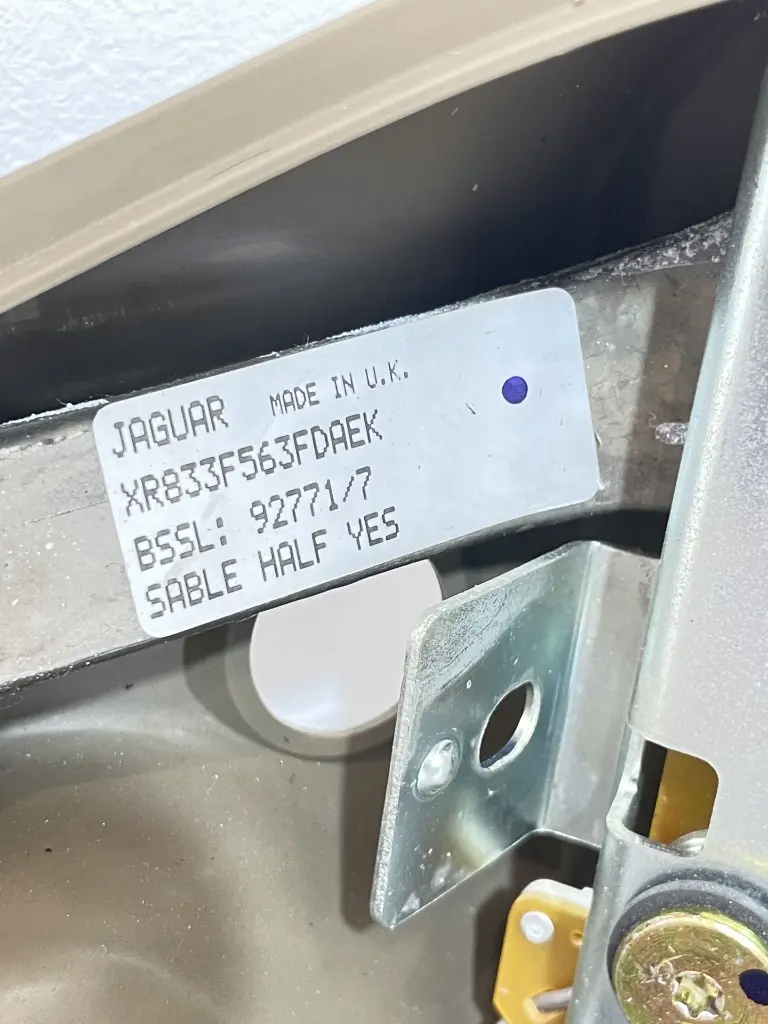 JAGUAR MADE IN U.K.
XR833F563FDAEK
BSSL: 92771/7
SABLE HALF YES